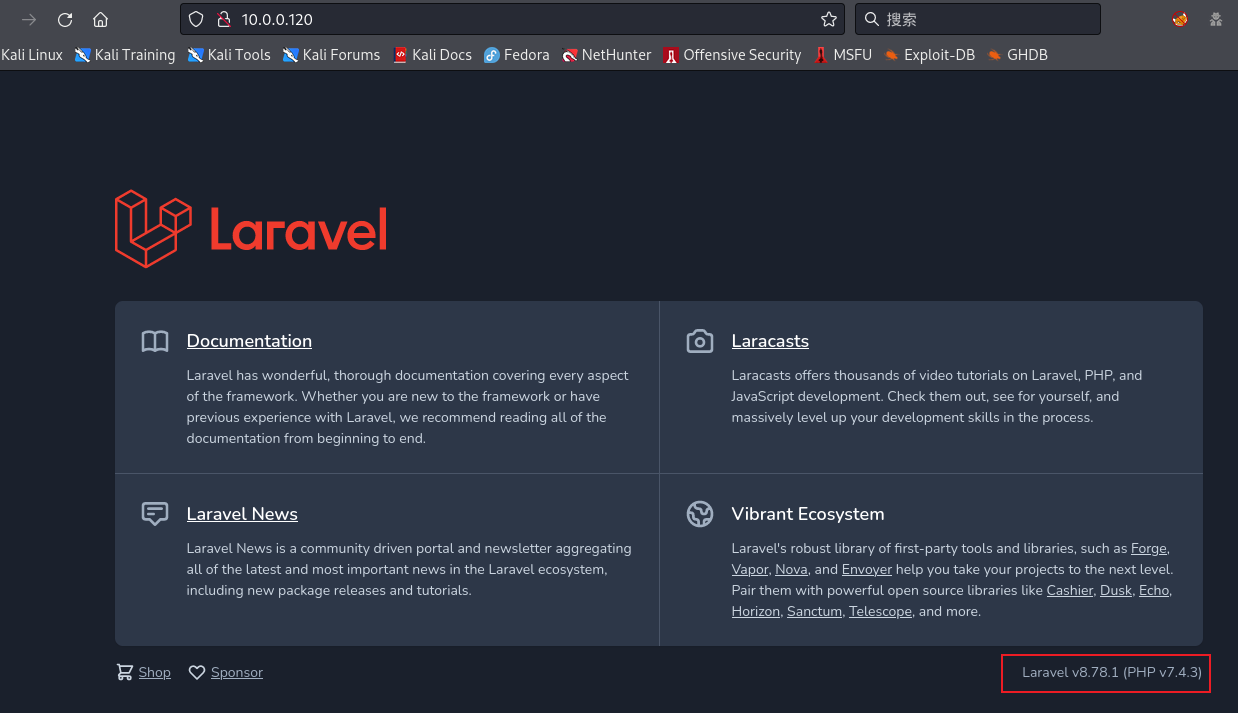 10.0.0.120
搜索
Kali Linux Kali Training Kali Tools Kali Forums Kali Docs Fedora NetHunter Offensive Security MSFU Exploit-DB GHDB
Laravel
Documentation
Laravel has wonderful, thorough documentation covering every aspect
of the framework. Whether you are new to the framework or have
previous experience with Laravel, we recommend reading all of the
documentation from beginning to end.
Laracasts
Laracasts offers thousands of video tutorials on Laravel, PHP, and
JavaScript development. Check them out, see for yourself, and
massively level up your development skills in the process.
Laravel News
Laravel News is a community driven portal and newsletter aggregating
all of the latest and most important news in the Laravel ecosystem,
including new package releases and tutorials.
Vibrant Ecosystem
Laravel's robust library of first-party tools and libraries, such as Forge,
Vapor, Nova, and Envoyer help you take your projects to the next level.
Pair them with powerful open source libraries like Cashier, Dusk, Echo,
Horizon, Sanctum, Telescope, and more.
Shop Sponsor
Laravel v8.78.1 (PHP v7.4.3)